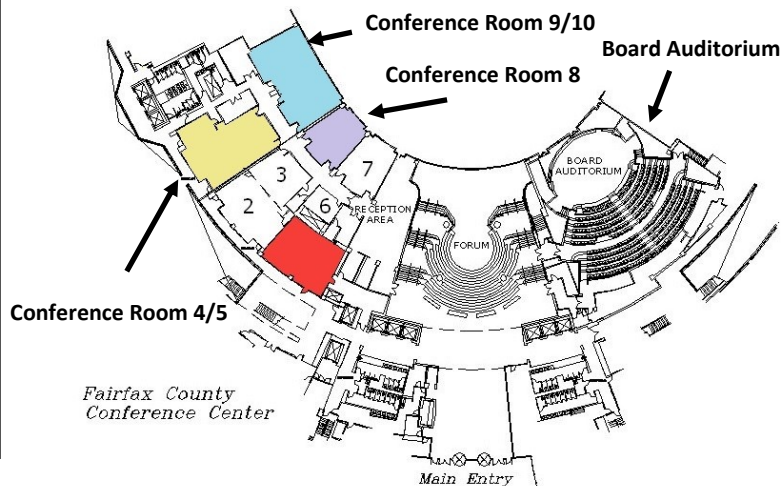 Conference Room 9/10
Board Auditorium
Conference Room 8
BOARD
AUDITORIUM
7
3
2
6
RECEPTION
AREA
FORUM
Conference Room 4/5
Fairfax County
Conference Center
Main Entry